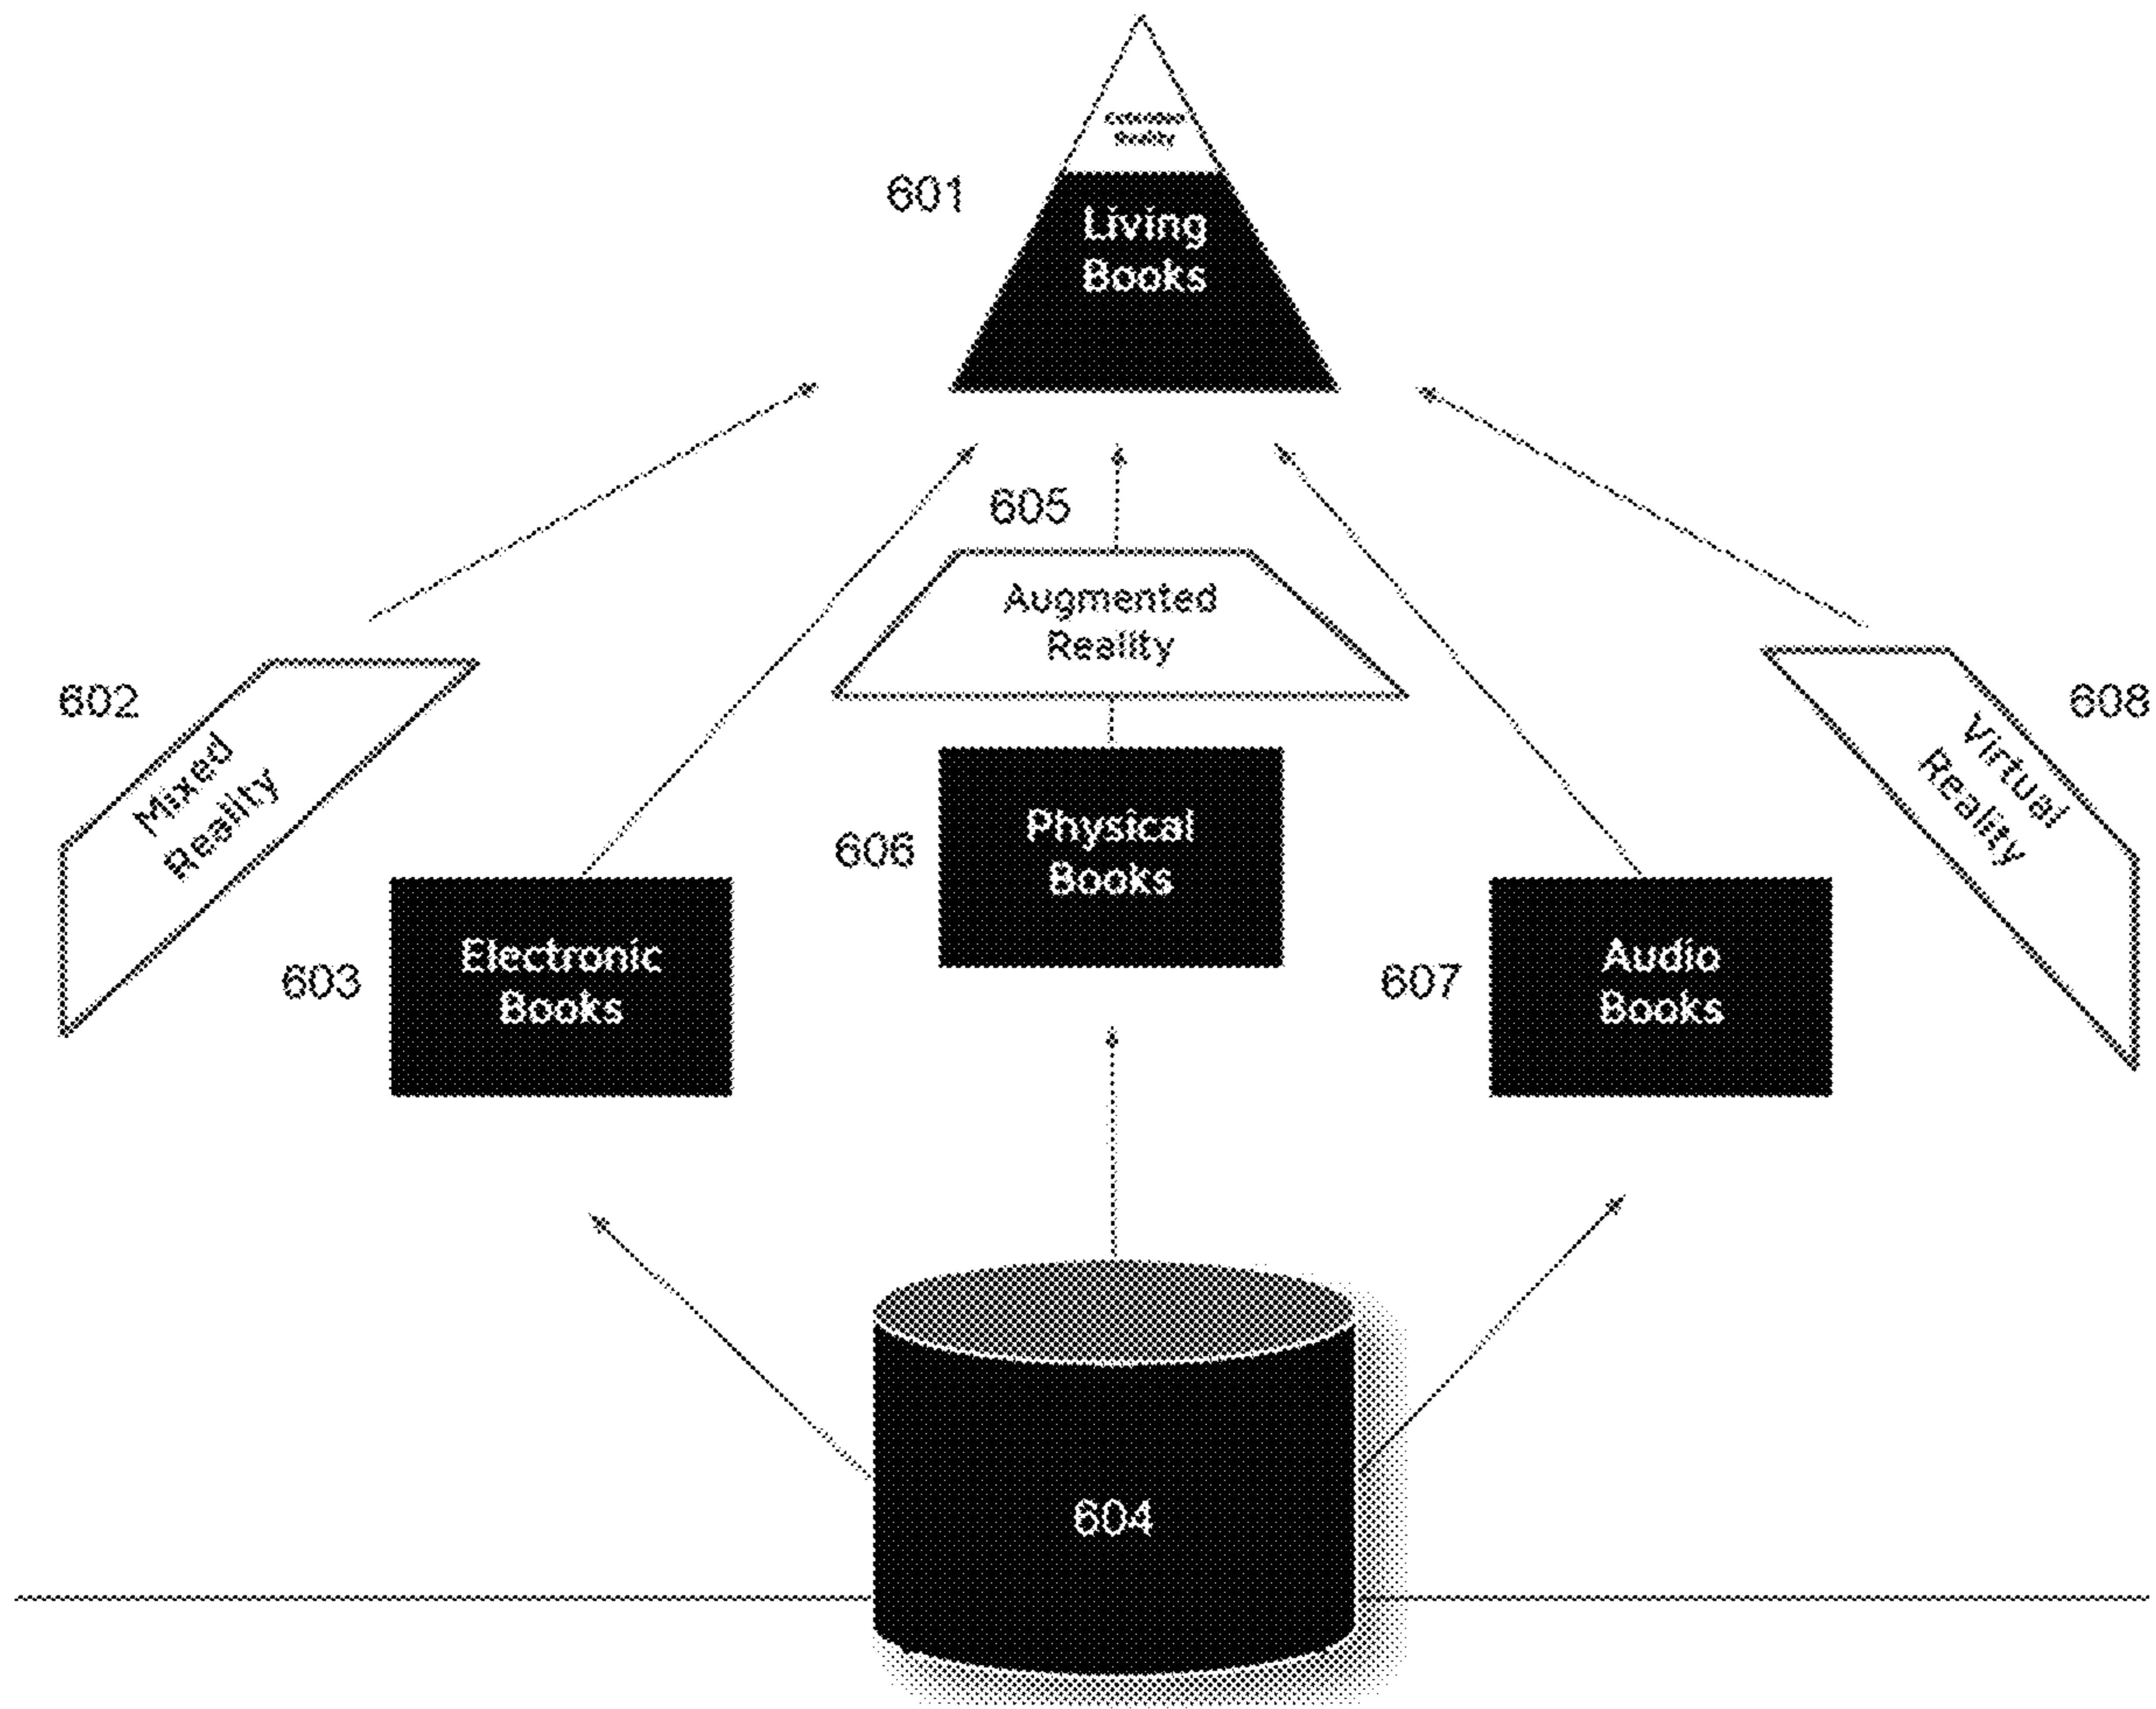 Reality
601
Living
Books
605
Augmented
Reality
602
Mixed
Reality
608
Virtual
Reality
606
Physical
Books
603
Electronic
Books
607
Audio
Books
604